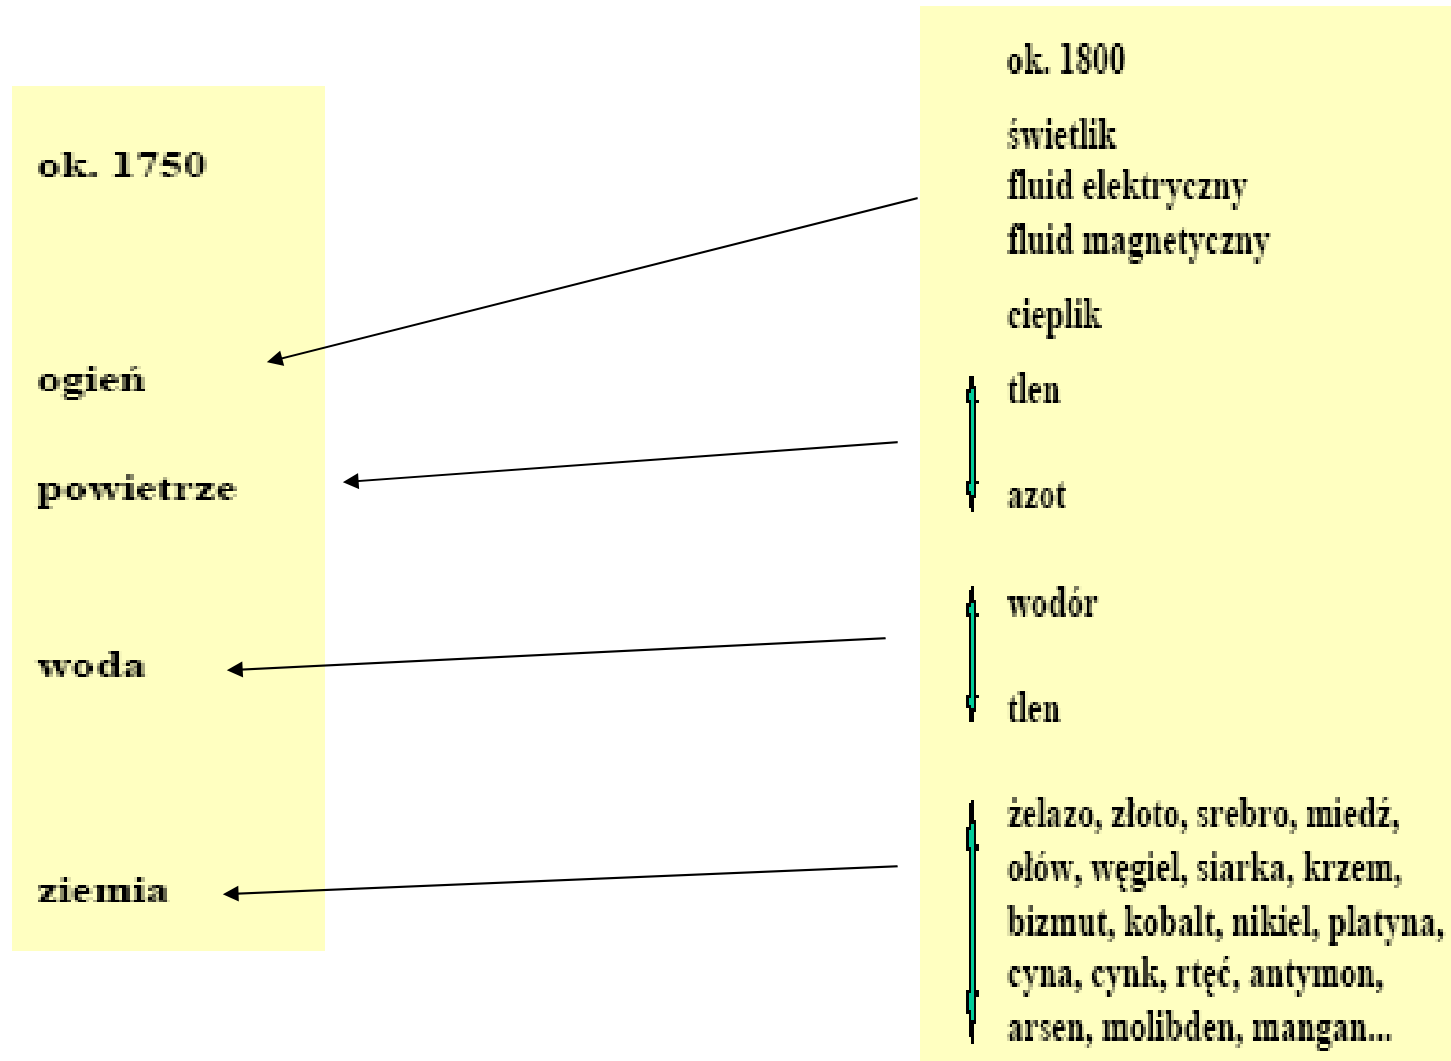 ok. 1750
ogień
powietrze
woda
ziemia
ok. 1800
świetlik
fluid elektryczny
fluid magnetyczny
cieplik
tlen
azot
wodór
tlen
żelazo, złoto, srebro, miedź,
ołów, węgiel, siarka, krzem,
bizmut, kobalt, nikiel, platyna,
cyna, cynk, rtęć, antymon,
arsen, molibden, mangan...